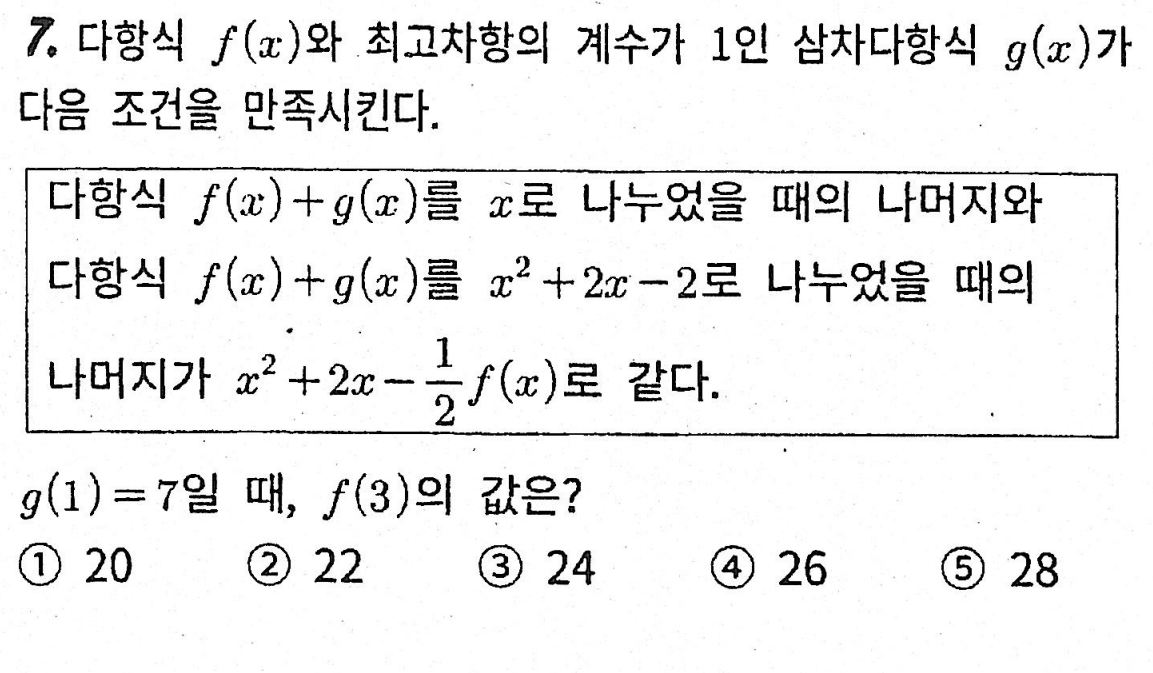 7. 다항식 f(x)와 최고차항의 계수가 1인 삼차다항식 g(x)가
다음 조건을 만족시킨다.
다항식 f(x)+g(x)를 x로 나누었을 때의 나머지와
다항식 f(x)+g(x)를 x²+2x-2로 나누었을 때의
나머지가 x²+2x-\frac{1}{2}f(x)로 같다.
g(1)=7일 때, f(3)의 값은?
① 20 ② 22 ③ 24 ④ 26 ⑤ 28